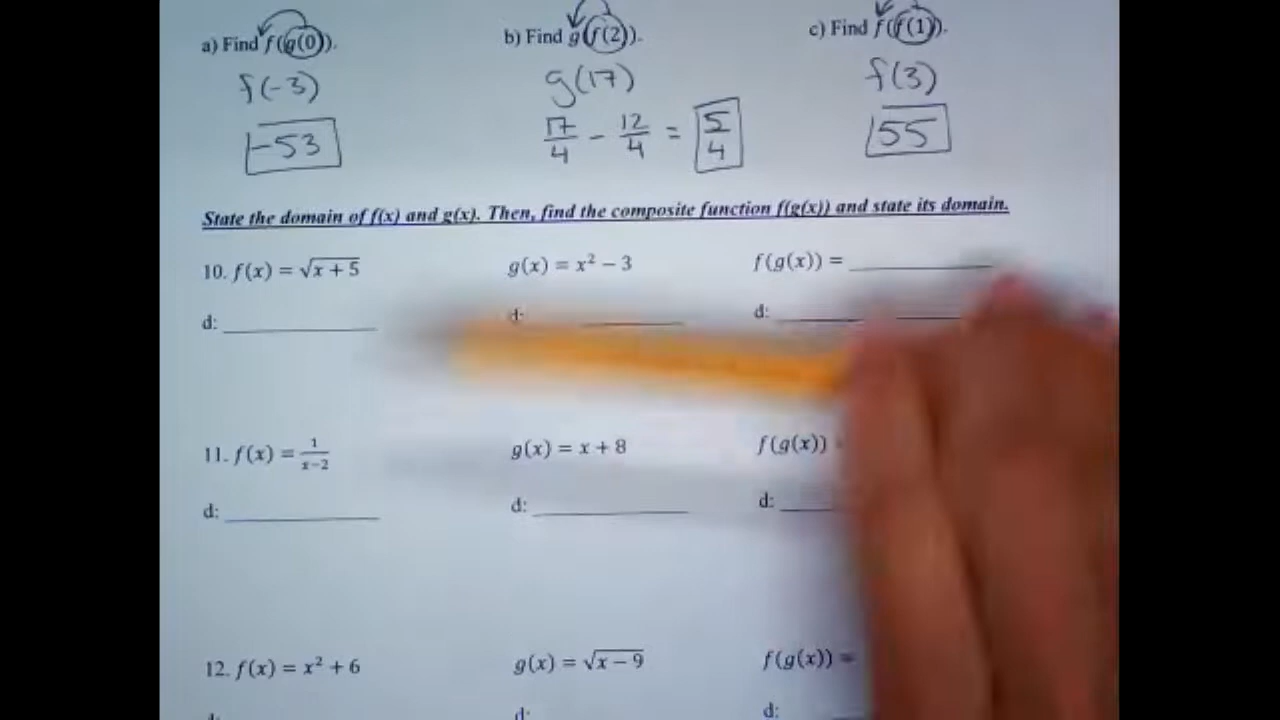 a) Find f(g(0)). b) Find g(f(2)). c) Find f(f(1)).
f(-3) g(17) f(3)
-53 17/4 - 12/4 = 5/4 55
State the domain of f(x) and g(x). Then, find the composite function f(g(x)) and state its domain.
10. f(x) = √x + 5 g(x) = x² − 3 f(g(x)) =
d: d: d:
11. f(x) = 1/x−2 g(x) = x + 8 f(g(x))
d: d: d:
12. f(x) = x² + 6 g(x) = √x − 9 f(g(x)) =
d: d: d: